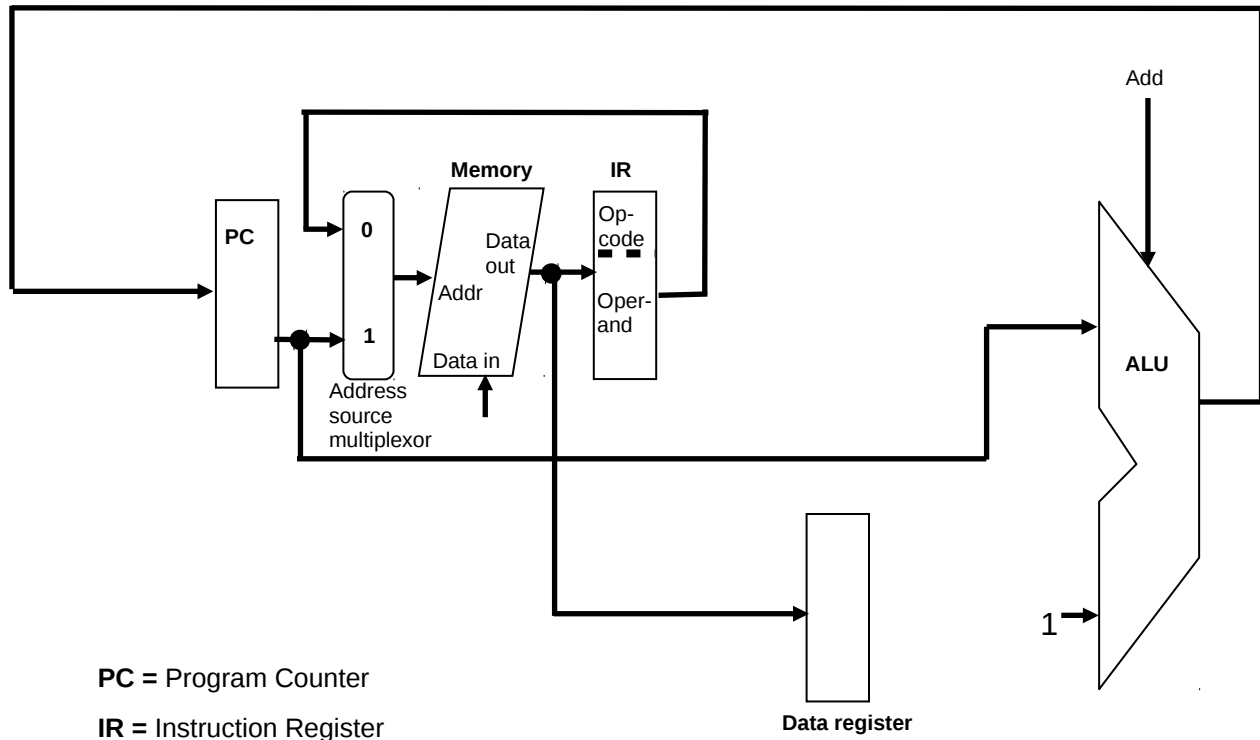 Add
Memory
IR
PC
0
1
Data
out
Addr
Data in
Op-
code
Oper-
and
Address
source
multiplexor
ALU
1
Data register
PC = Program Counter
IR = Instruction Register